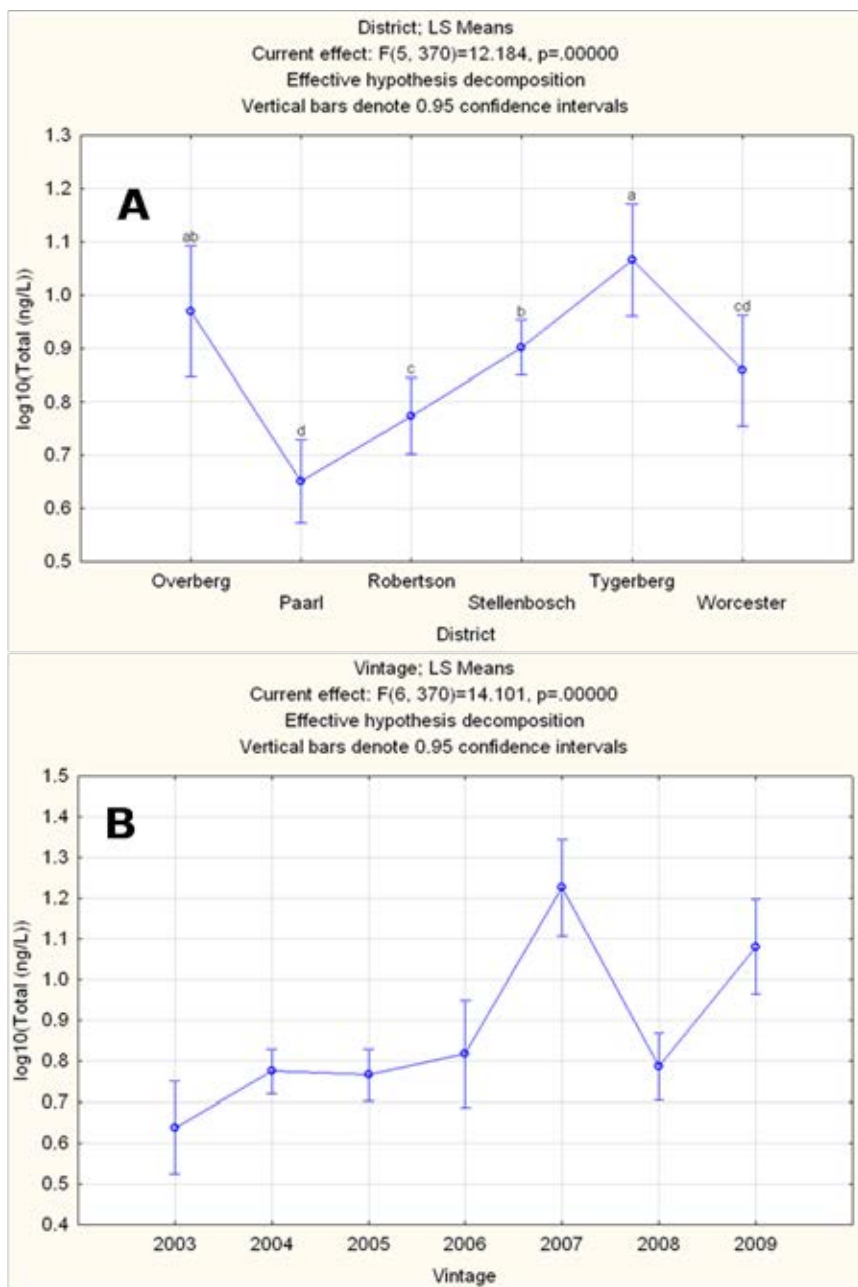 District; LS Means
Current effect: F(5, 370)=12.184, p=.00000
Effective hypothesis decomposition
Vertical bars denote 0.95 confidence intervals
A
log10(Total (ng/L))
1.3
1.2
1.1
1.0
0.9
0.8
0.7
0.6
0.5
ab
d
c
b
a
cd
Overberg
Paarl
Robertson
Stellenbosch
Tygerberg
Worcester
District
Vintage; LS Means
Current effect: F(6, 370)=14.101, p=.00000
Effective hypothesis decomposition
Vertical bars denote 0.95 confidence intervals
B
log10(Total (ng/L))
1.5
1.4
1.3
1.2
1.1
1.0
0.9
0.8
0.7
0.6
0.5
0.4
2003 2004 2005 2006 2007 2008 2009
Vintage